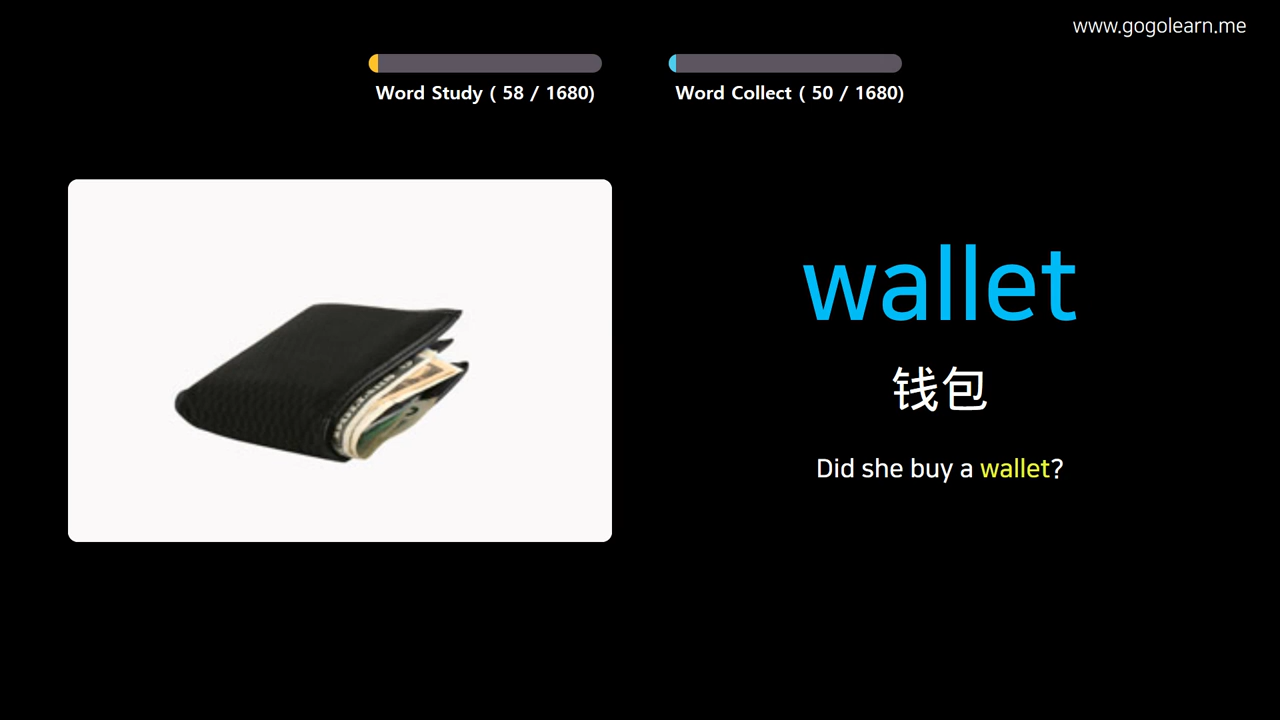 www.gogolearn.me
Word Study ( 58 / 1680)
Word Collect ( 50 / 1680)
wallet
钱包
Did she buy a wallet?